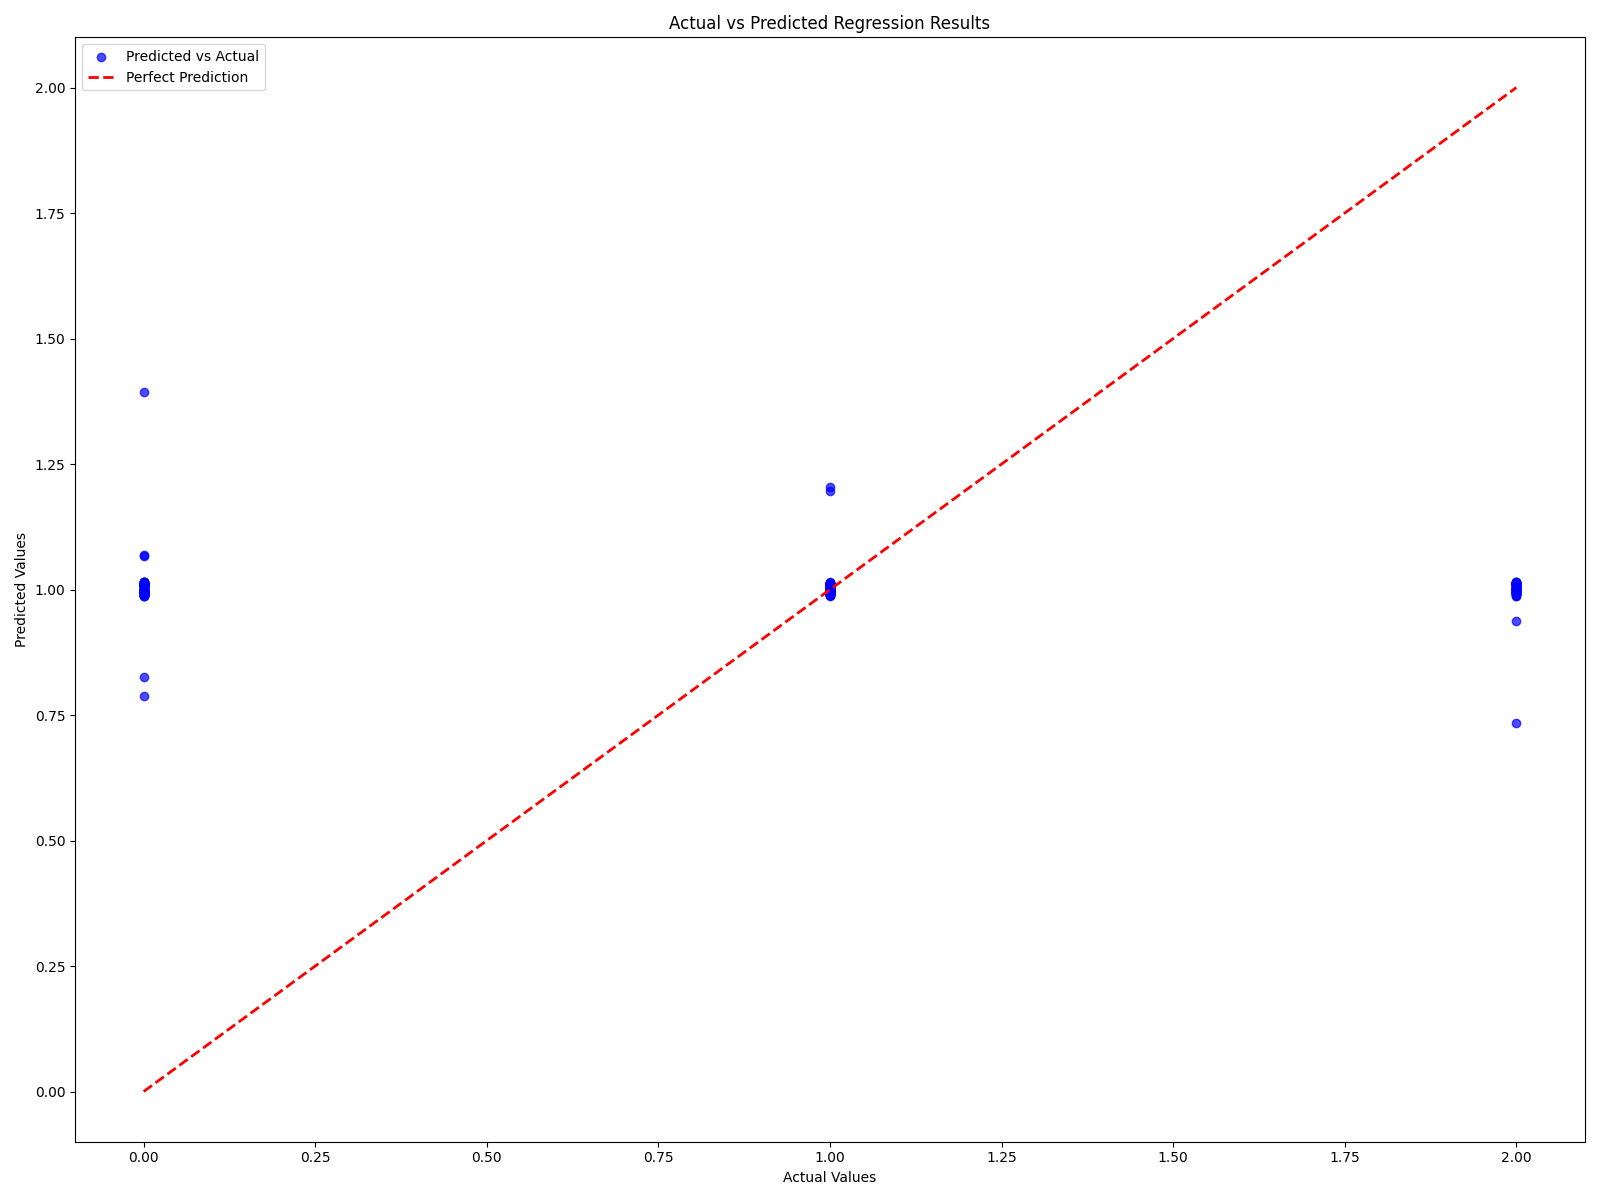 Actual vs Predicted Regression Results
Predicted vs Actual
Perfect Prediction
2.00
1.75
1.50
1.25
1.00
0.75
0.50
0.25
0.00
Predicted Values
0.00 0.25 0.50 0.75 1.00 1.25 1.50 1.75 2.00
Actual Values